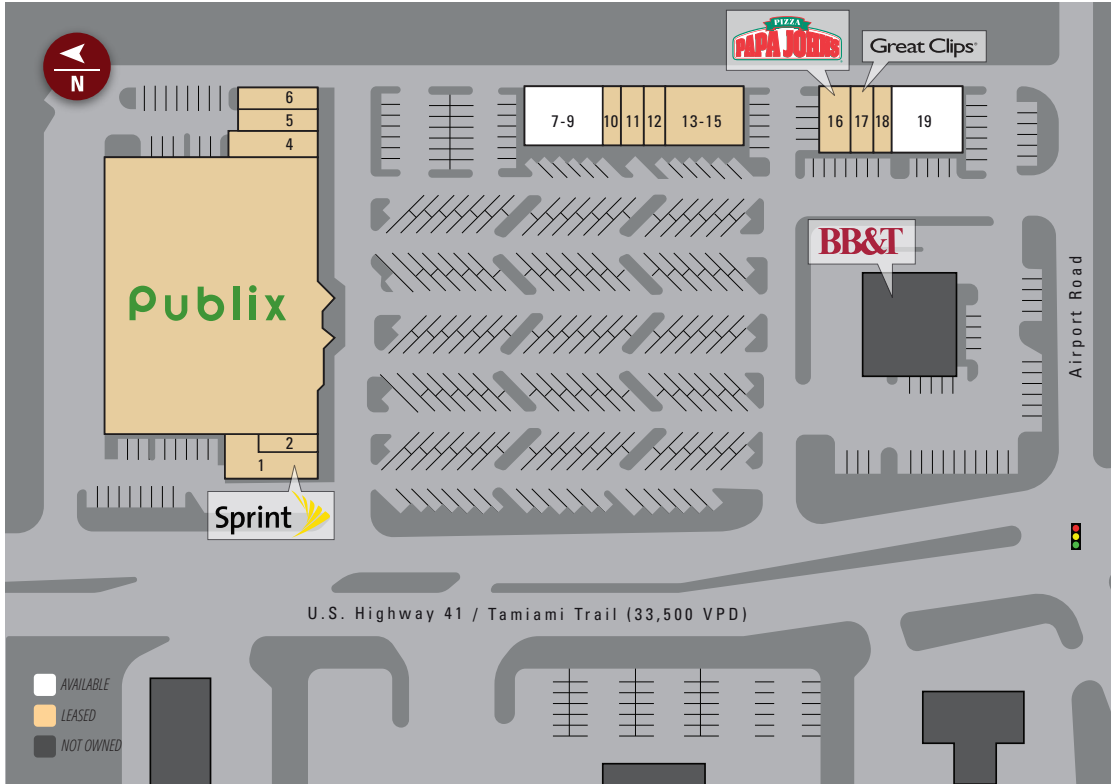 N
PIZZA
PAPA JOHNS
Great Clips
6
5
4
7-9
10
11
12
13-15
16
17
18
19
BB&T
Publix
Airport Road
2
1
Sprint
U.S. Highway 41 / Tamiami Trail (33,500 VPD)
AVAILABLE
LEASED
NOT OWNED